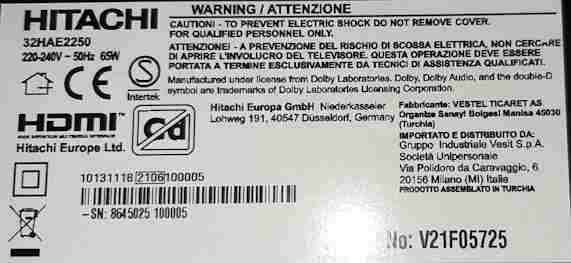 HITACHI
32HAE2250
220-240V ~ 50Hz 65W
Intertek
WARNING / ATTENZIONE
CAUTION! - TO PREVENT ELECTRIC SHOCK DO NOT REMOVE COVER.
FOR QUALIFIED PERSONNEL ONLY.
ATTENZIONE! - A PREVENZIONE DEL RISCHIO DI SCOSSA ELETTRICA, NON CERCARE
DI APRIRE L'INVOLUCRO DEL TELEVISORE. QUESTA OPERAZIONE DEVE ESSERE
PORTATA A TERMINE ESCLUSIVAMENTE DA TECNICI DI ASSISTENZA QUALIFICATI.
Manufactured under license from Dolby Laboratories. Dolby, Dolby Audio, and the double-D
symbol are trademarks of Dolby Laboratories Licensing Corporation.
HDMI
HIGH-DEFINITION MULTIMEDIA INTERFACE
Hitachi Europe Ltd.
Cd
Hitachi Europe GmbH Niederkasseler
Lohweg 191, 40547 Düsseldorf, Germany
Fabbricante: VESTEL TICARET AS
Organize Sanayi Bolgesi Manisa 45030
(Turchia)
IMPORTATO E DISTRIBUITO DA:
Gruppo Industriale Vesit S.p.A.
Società Unipersonale
Via Polidoro da Caravaggio, 6
20156 Milano (MI) Italia
PRODOTTO ASSEMBLATO IN TURCHIA
10131118 2106 100005
-SN: 8645025 100005
No: V21F05725